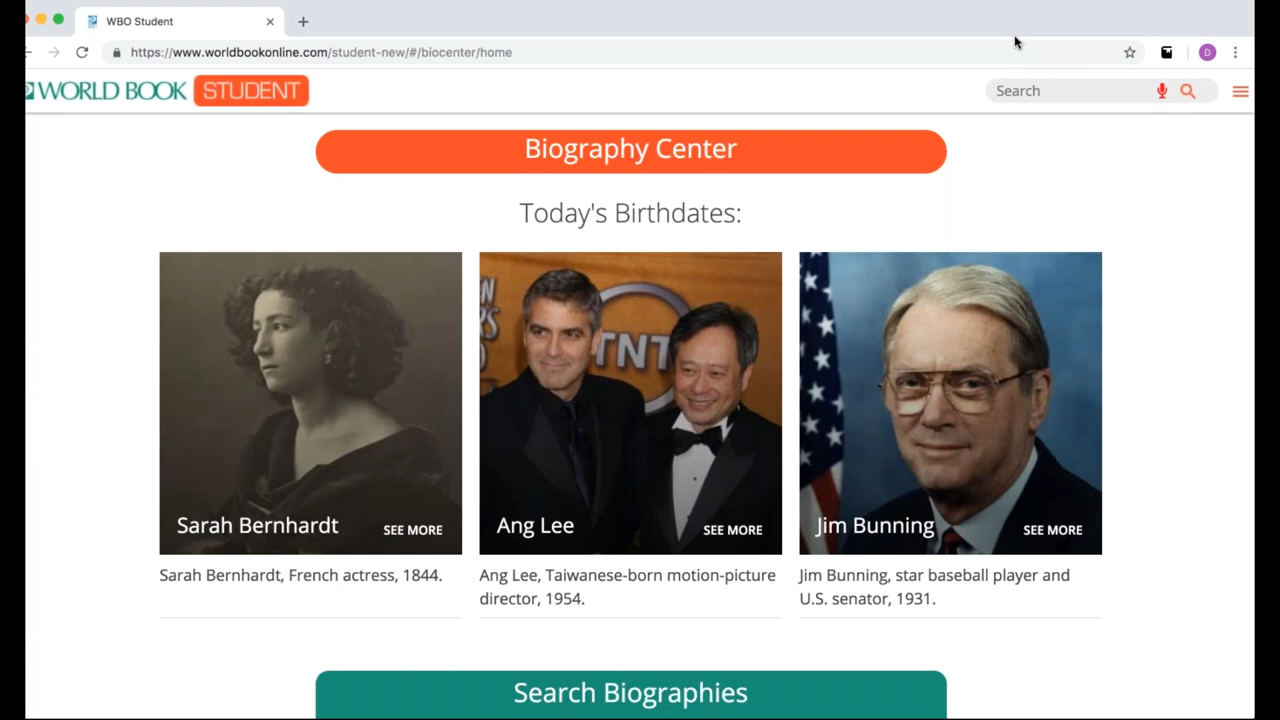 WBO Student
https://www.worldbookonline.com/student-new/#/biocenter/home
D
WORLD BOOK STUDENT
Search
Biography Center
Today's Birthdates:
TNT
Sarah Bernhardt SEE MORE
Ang Lee SEE MORE
Jim Bunning SEE MORE
Sarah Bernhardt, French actress, 1844.
Ang Lee, Taiwanese-born motion-picture
director, 1954.
Jim Bunning, star baseball player and
U.S. senator, 1931.
Search Biographies